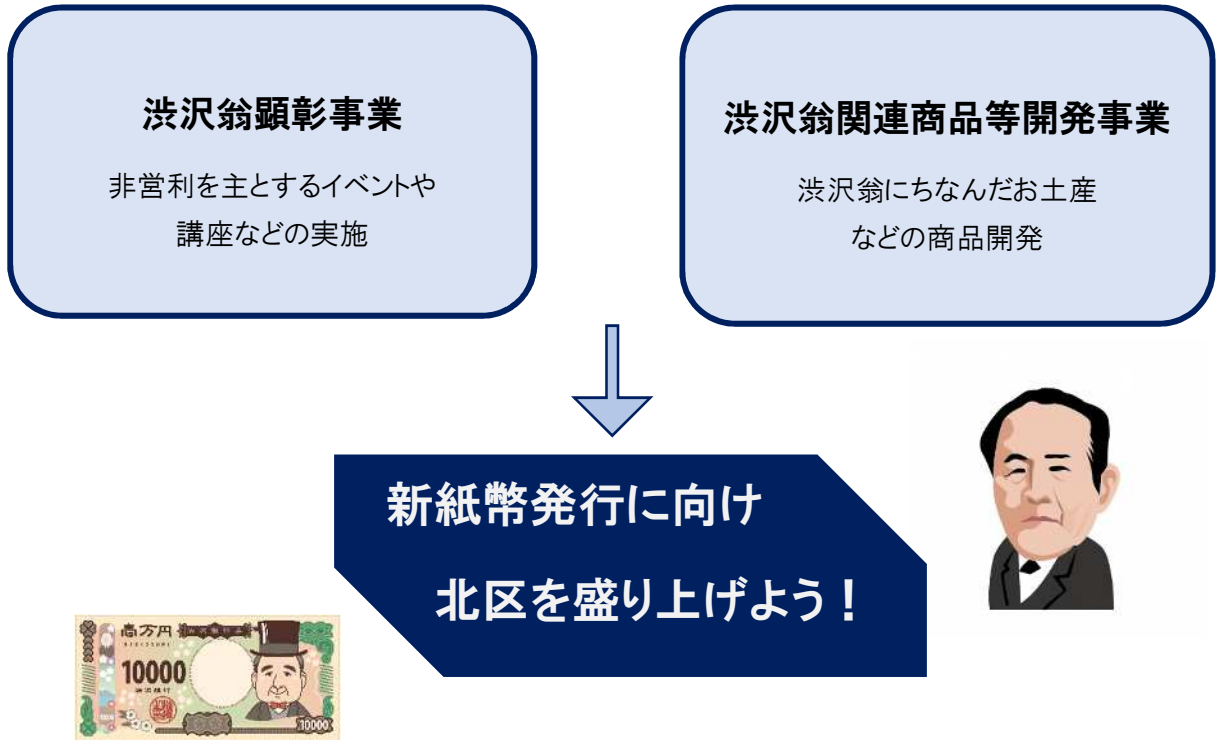 渋沢翁顕彰事業
非営利を主とするイベントや
講座などの実施
渋沢翁関連商品等開発事業
渋沢翁にちなんだお土産
などの商品開発
新紙幣発行に向け
北区を盛り上げよう！
壱万円
10000
渋沢銀行
10000